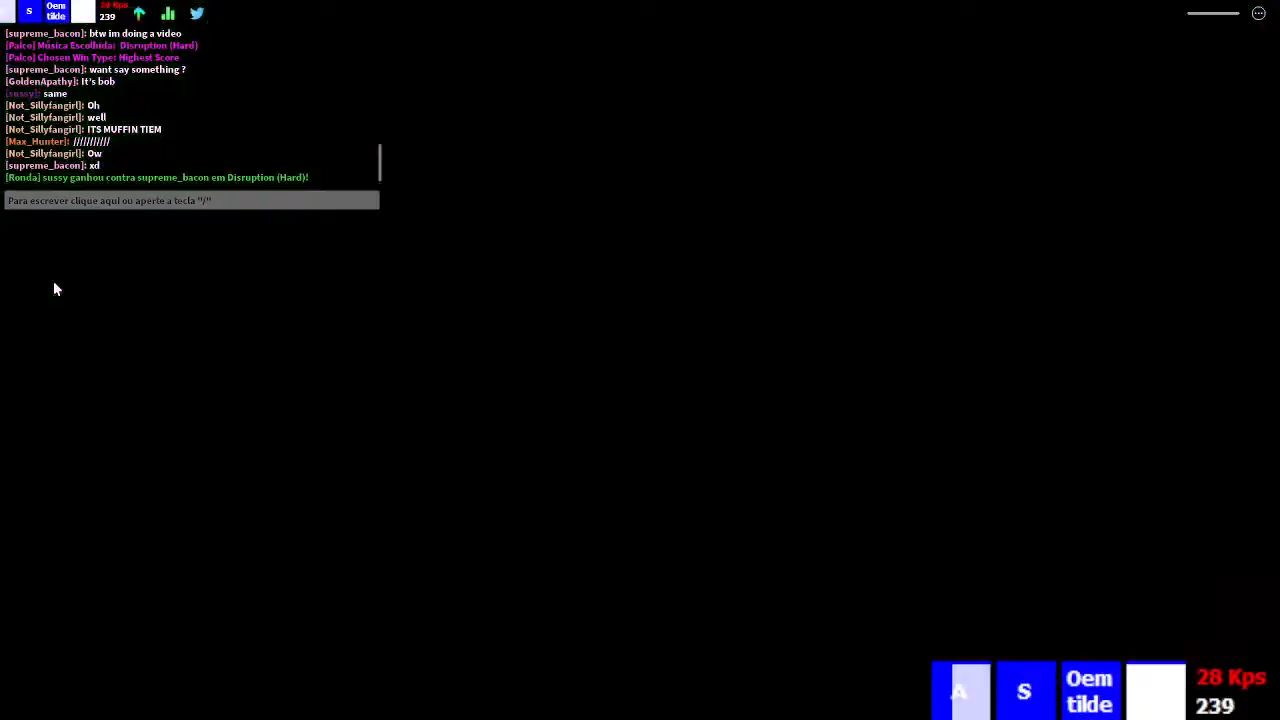 S
Oem
tilde
28 Kps
239
[supreme_bacon]: btw im doing a video
[Palco] Música Escolhida: Disruption (Hard)
[Palco] Chosen Win Type: Highest Score
[supreme_bacon]: want say something ?
[GoldenApathy]: It's bob
[sussy]: same
[Not_Sillyfangirl]: Oh
[Not_Sillyfangirl]: well
[Not_Sillyfangirl]: ITS MUFFIN TIEM
[Max_Hunter]: ///////////
[Not_Sillyfangirl]: Ow
[supreme_bacon]: xd
[Ronda] sussy ganhou contra supreme_bacon em Disruption (Hard)!
Para escrever clique aqui ou aperte a tecla "/"
A
S
Oem
tilde
28 Kps
239